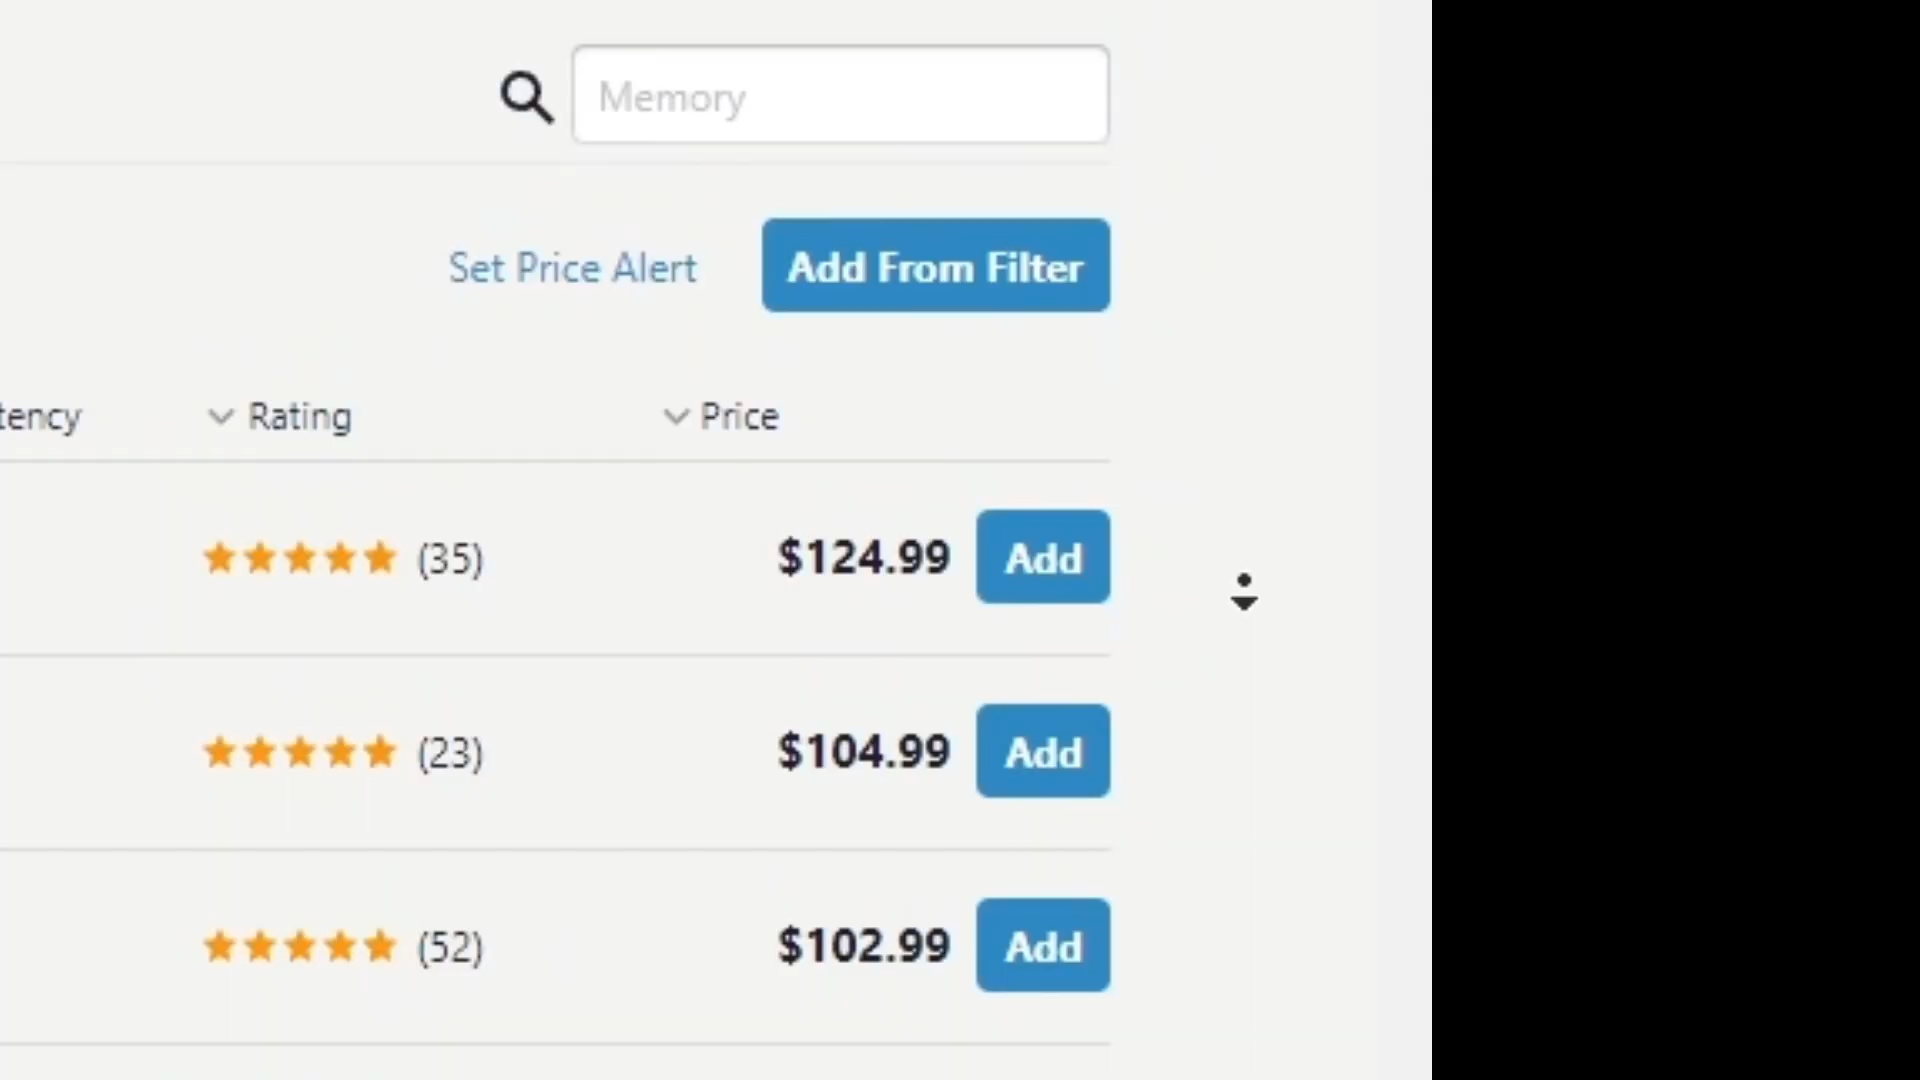 Memory
Set Price Alert Add From Filter
tency Rating Price
(35) $124.99 Add
(23) $104.99 Add
(52) $102.99 Add